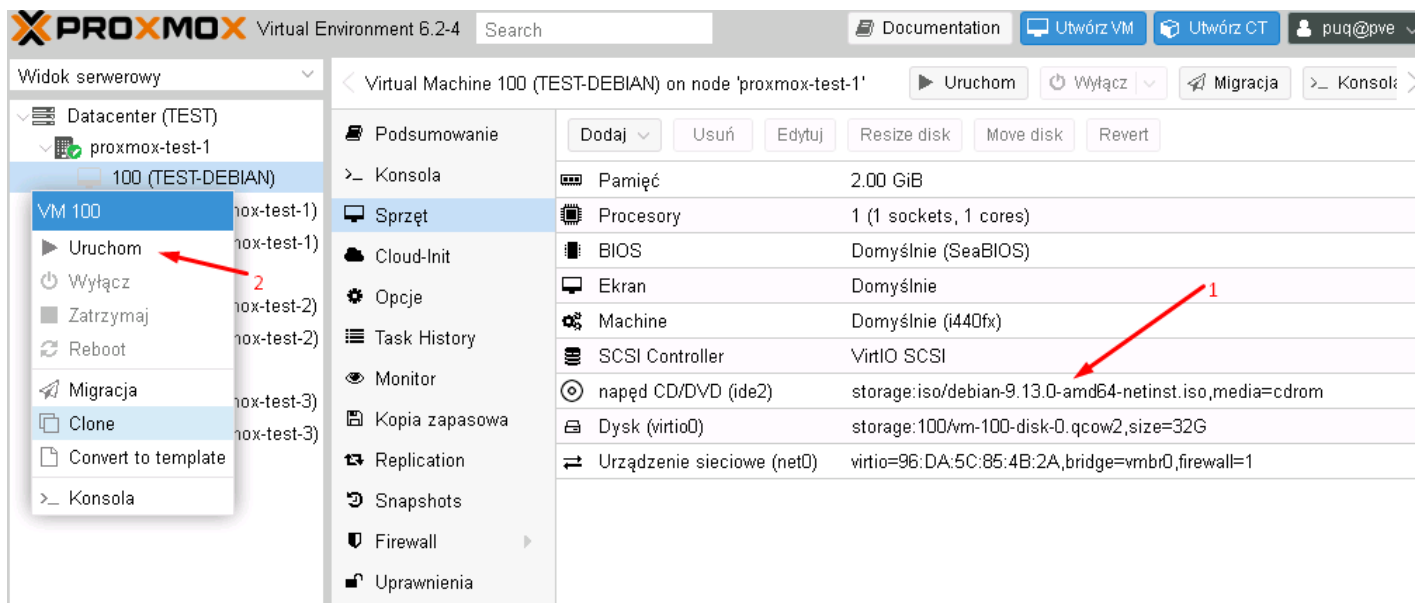 PROXMOX Virtual Environment 6.2-4 Search Documentation Utwórz VM Utwórz CT puq@pve
Widok serwerowy
Datacenter (TEST)
proxmox-test-1
100 (TEST-DEBIAN)
nox-test-1)
nox-test-1)
nox-test-2)
nox-test-2)
nox-test-3)
nox-test-3)
VM 100
Uruchom
2
Wyłącz
Zatrzymaj
Reboot
Migracja
Clone
Convert to template
>_ Konsola
Virtual Machine 100 (TEST-DEBIAN) on node 'proxmox-test-1' Uruchom Wyłącz Migracja >_ Konsola
Podsumowanie
>_ Konsola
Sprzęt
Cloud-Init
Opcje
Task History
Monitor
Kopia zapasowa
Replication
Snapshots
Firewall
Uprawnienia
Dodaj Usuń Edytuj Resize disk Move disk Revert
Pamięć 2.00 GiB
Procesory 1 (1 sockets, 1 cores)
BIOS Domyślnie (SeaBIOS)
Ekran Domyślnie
1
Machine Domyślnie (i440fx)
SCSI Controller VirtIO SCSI
napęd CD/DVD (ide2) storage:iso/debian-9.13.0-amd64-netinst.iso,media=cdrom
Dysk (virtio0) storage:100/vm-100-disk-0.qcow2,size=32G
Urządzenie sieciowe (net0) virtio=96:DA:5C:85:4B:2A,bridge=vmbr0,firewall=1